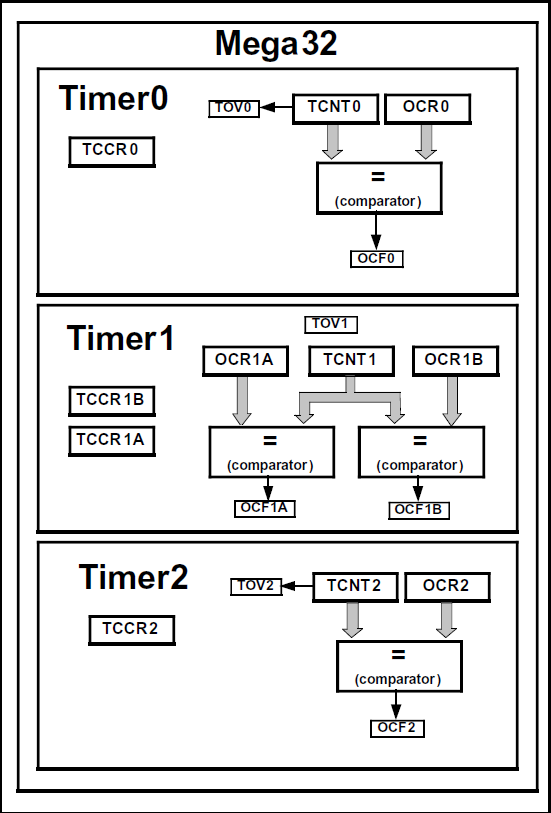 Mega32
Timer0
TOV0
TCNT0
OCR0
TCCR0
=
(comparator)
OCF0
Timer1
TOV1
OCR1A
TCNT1
OCR1B
TCCR1B
TCCR1A
=
(comparator)
=
(comparator)
OCF1A
OCF1B
Timer2
TOV2
TCNT2
OCR2
TCCR2
=
(comparator)
OCF2